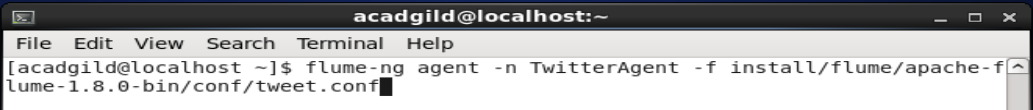 acadgild@localhost:~
File Edit View Search Terminal Help
[acadgild@localhost ~]$ flume-ng agent -n TwitterAgent -f install/flume/apache-f
lume-1.8.0-bin/conf/tweet.conf